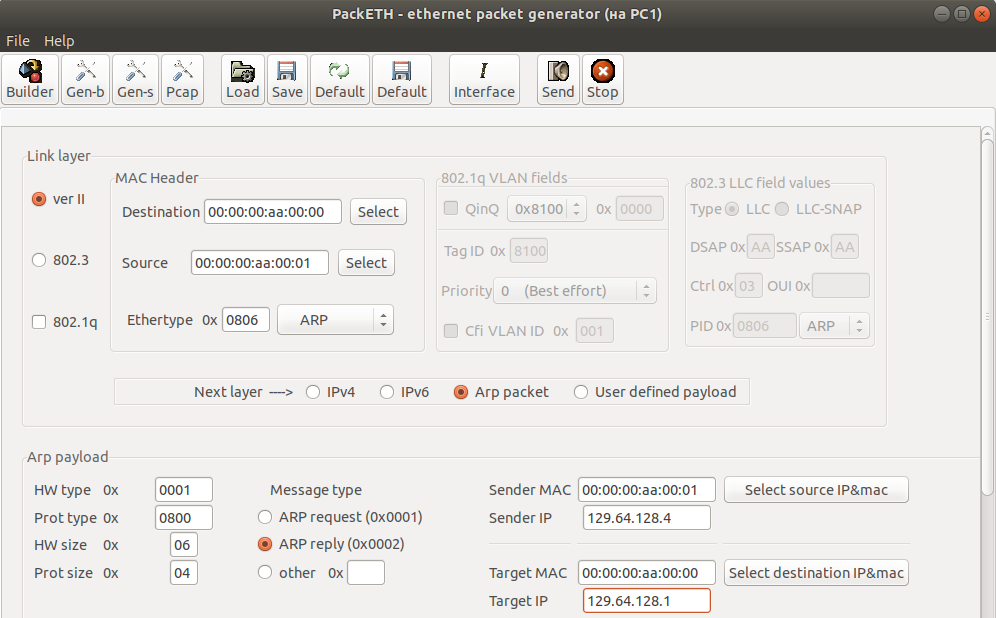 PackETH - ethernet packet generator (на PC1)
File Help
Builder Gen-b Gen-s Pcap Load Save Default Default Interface Send Stop
Link layer
MAC Header 802.1q VLAN fields 802.3 LLC field values
ver II Destination 00:00:00:aa:00:00 Select QinQ 0x8100 0x 0000 Type LLC LLC-SNAP
Tag ID 0x 8100 DSAP 0x AA SSAP 0x AA
802.3 Source 00:00:00:aa:00:01 Select
Priority 0 (Best effort) Ctrl 0x 03 OUI 0x
802.1q Ethertype 0x 0806 ARP Cfi VLAN ID 0x 001 PID 0x 0806 ARP
Next layer ----> IPv4 IPv6 Arp packet User defined payload
Arp payload
HW type 0x 0001 Message type Sender MAC 00:00:00:aa:00:01 Select source IP&mac
Prot type 0x 0800 ARP request (0x0001) Sender IP 129.64.128.4
HW size 0x 06 ARP reply (0x0002)
Prot size 0x 04 other 0x Target MAC 00:00:00:aa:00:00 Select destination IP&mac
Target IP 129.64.128.1